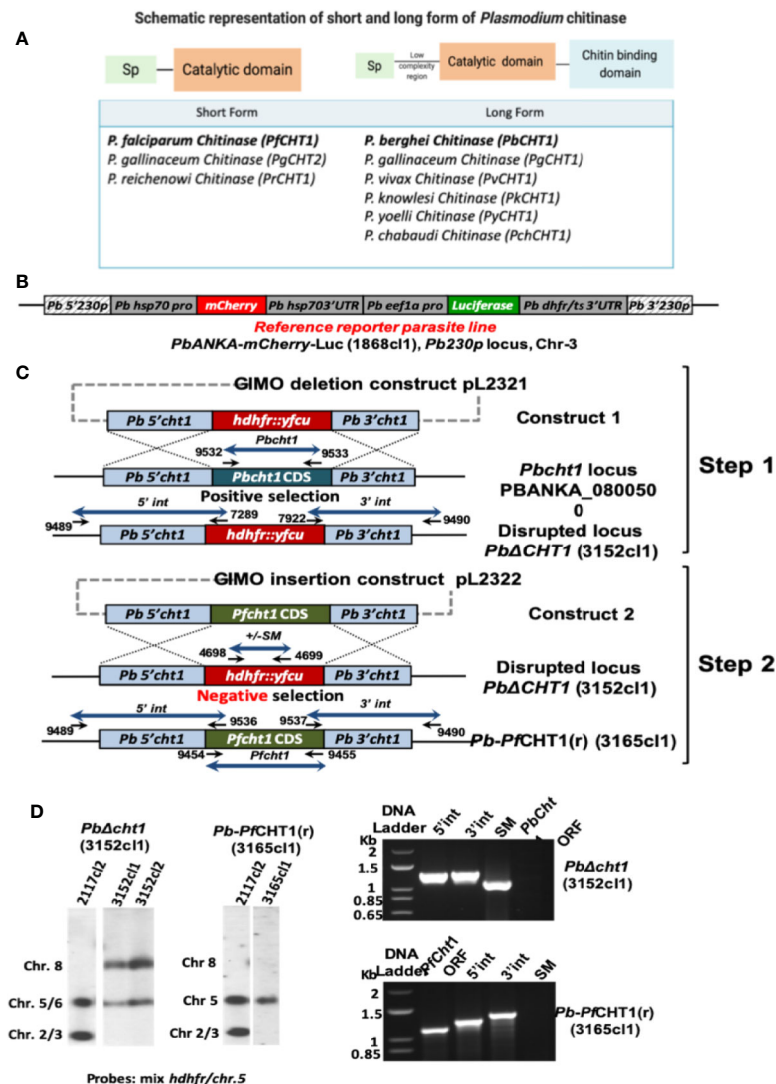 Schematic representation of short and long form of Plasmodium chitinase
A
Sp
Catalytic domain
Sp
Low complexity region
Catalytic domain
Chitin binding domain
Short Form
Long Form
P. falciparum Chitinase (PfCHT1)
P. gallinaceum Chitinase (PgCHT2)
P. reichenowi Chitinase (PrCHT1)
P. berghei Chitinase (PbCHT1)
P. gallinaceum Chitinase (PgCHT1)
P. vivax Chitinase (PvCHT1)
P. knowlesi Chitinase (PkCHT1)
P. yoelli Chitinase (PyCHT1)
P. chabaudi Chitinase (PchCHT1)
B
Pb 5'230p Pb hsp70 pro mCherry Pb hsp703'UTR Pb eef1a pro Luciferase Pb dhfr/ts 3'UTR Pb 3'230p
Reference reporter parasite line
PbANKA-mCherry-Luc (1868cl1), Pb230p locus, Chr-3
C
GIMO deletion construct pL2321
Pb 5'cht1 hdhfr::yfcu Pb 3'cht1
Construct 1
Pbcht1
9532 9533
Pb 5'cht1 Pbcht1 CDS Pb 3'cht1
Pbcht1 locus
PBANKA_080050
0
Positive selection
5' int 3' int
9489 7289 7922 9490
Pb 5'cht1 hdhfr::yfcu Pb 3'cht1
Disrupted locus
PbΔCHT1 (3152cl1)
Step 1
GIMO insertion construct pL2322
Pb 5'cht1 Pfcht1 CDS Pb 3'cht1
Construct 2
+/-SM
4698 4699
Pb 5'cht1 hdhfr::yfcu Pb 3'cht1
Disrupted locus
PbΔCHT1 (3152cl1)
Negative selection
5' int 3' int
9489 9536 9537 9490
Pb 5'cht1 Pfcht1 CDS Pb 3'cht1
Pb-PfCHT1(r) (3165cl1)
9454 9455
Pfcht1
Step 2
D
PbΔcht1
(3152cl1)
2117cl2
3152cl1
3152cl2
Chr. 8
Chr. 5/6
Chr. 2/3
Pb-PfCHT1(r)
(3165cl1)
2117cl2
3165cl1
Chr 8
Chr 5
Chr 2/3
Probes: mix hdhfr/chr.5
DNA
Ladder
5'int
3'int
SM
PbCht
1
ORF
Kb
2
1.5
1
0.85
0.65
PbΔcht1
(3152cl1)
DNA
Ladder
PfCht1
ORF
5'int
3'int
SM
Kb
2
1.5
1
0.85
Pb-PfCHT1(r)
(3165cl1)